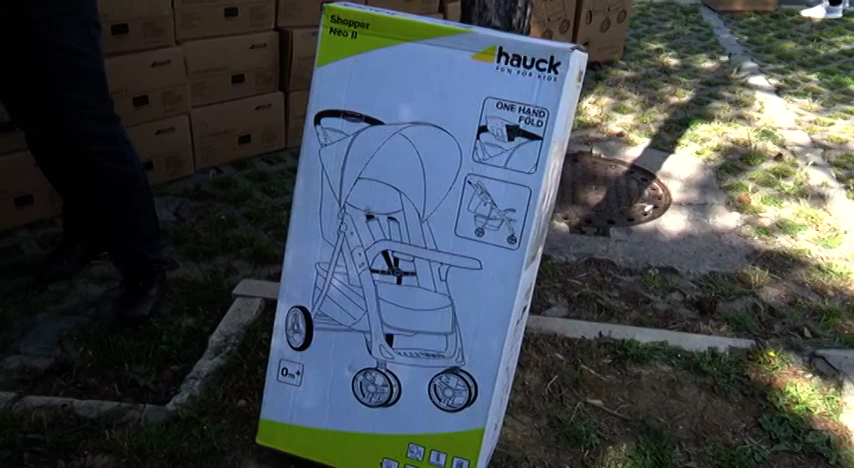 Shopper
Neo II
hauck
FUN FOR KIDS
ONE HAND
FOLD
0m+